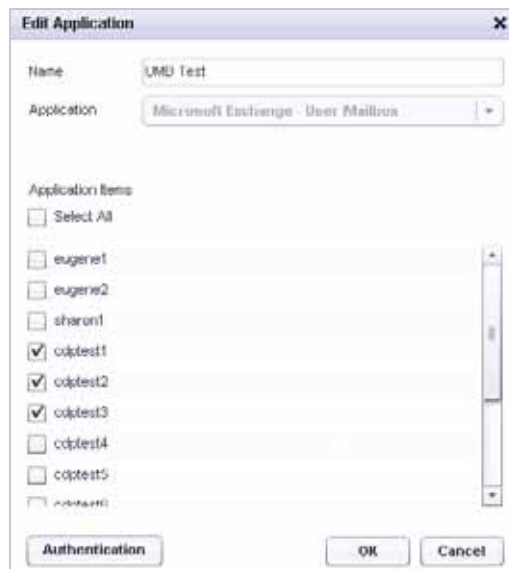 Edit Application
Name UMB Test
Application Microsoft Exchange - User Mailbox
Application Items
Select All
eugene1
eugene2
sharon1
cdptest1
cdptest2
cdptest3
cdptest4
cdptest5
Authentication OK Cancel